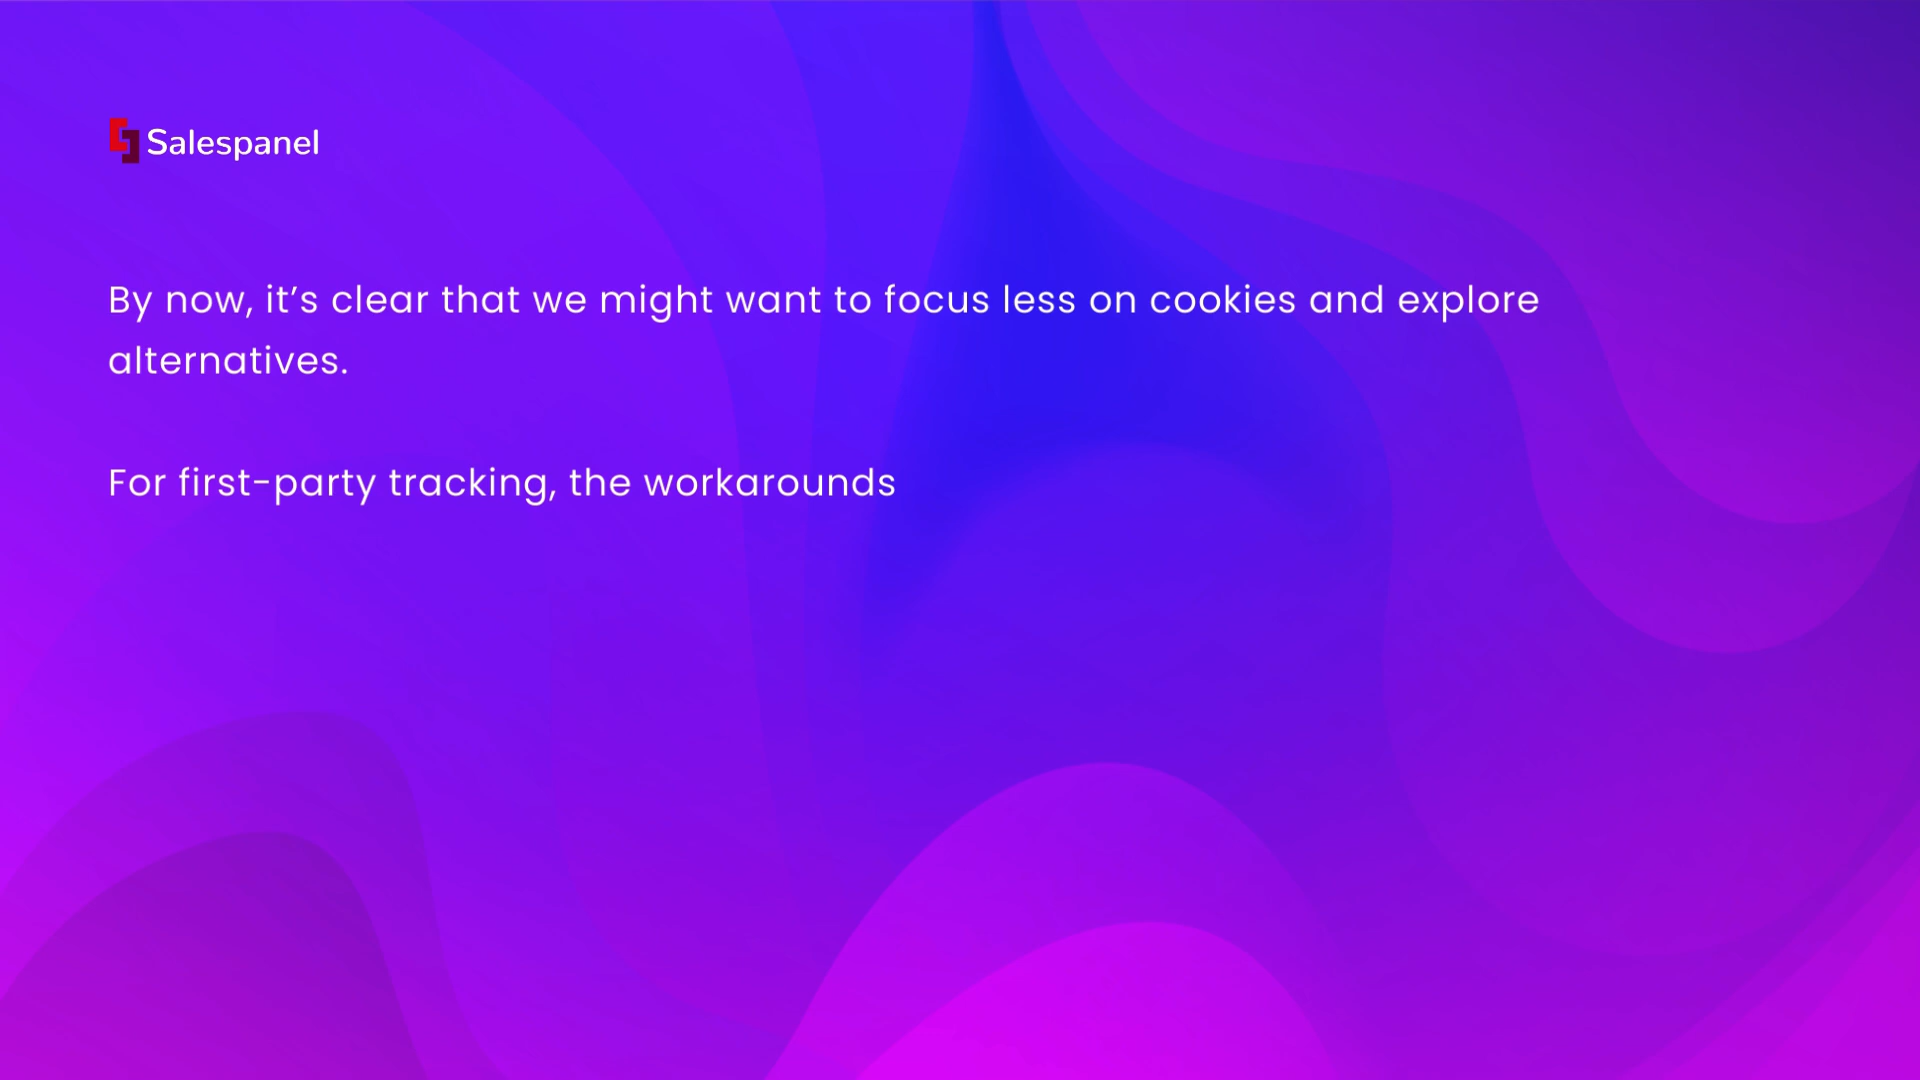 Salespanel
By now, it’s clear that we might want to focus less on cookies and explore
alternatives.
For first-party tracking, the workarounds